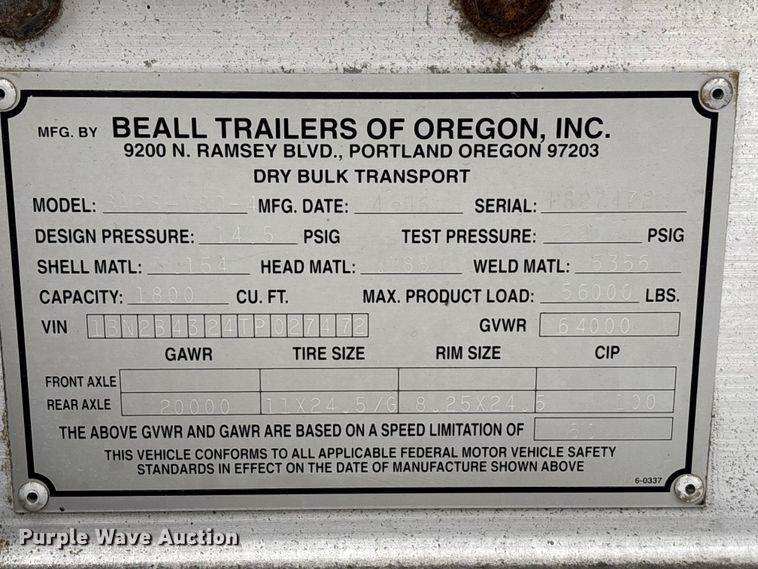 MFG. BY BEALL TRAILERS OF OREGON, INC.
9200 N. RAMSEY BLVD., PORTLAND OREGON 97203
DRY BULK TRANSPORT
MODEL: MFG. DATE: SERIAL:
DESIGN PRESSURE: 14.5 PSIG TEST PRESSURE: PSIG
SHELL MATL: HEAD MATL: WELD MATL: 5356
CAPACITY: 1800 CU. FT. MAX. PRODUCT LOAD: 56000 LBS.
VIN 1BN2B4324TP027472 GVWR 64000
GAWR TIRE SIZE RIM SIZE CIP
FRONT AXLE
REAR AXLE 20000 11X24.5/G 8.25X24.5 100
THE ABOVE GVWR AND GAWR ARE BASED ON A SPEED LIMITATION OF
THIS VEHICLE CONFORMS TO ALL APPLICABLE FEDERAL MOTOR VEHICLE SAFETY
STANDARDS IN EFFECT ON THE DATE OF MANUFACTURE SHOWN ABOVE
6-0337
Purple Wave Auction